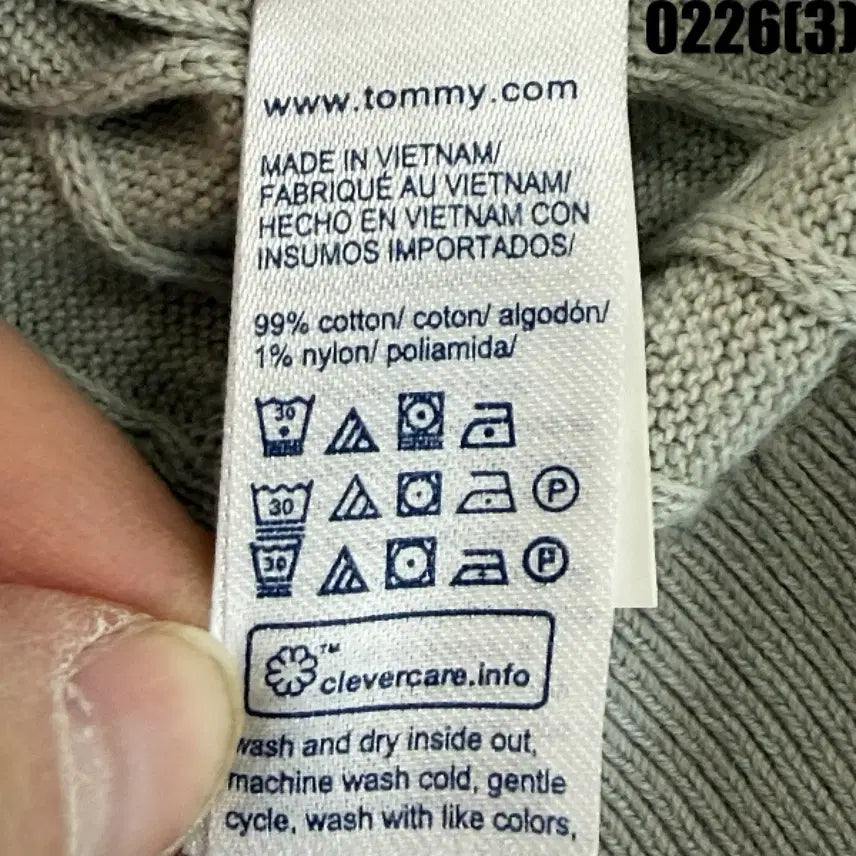 0226(3)
www.tommy.com
MADE IN VIETNAM/
FABRIQUÉ AU VIETNAM/
HECHO EN VIETNAM CON
INSUMOS IMPORTADOS/
99% cotton/ coton/ algodón/
1% nylon/ poliamida/
30
30 P
30 P
TM
clevercare.info
wash and dry inside out,
machine wash cold, gentle
cycle, wash with like colors,